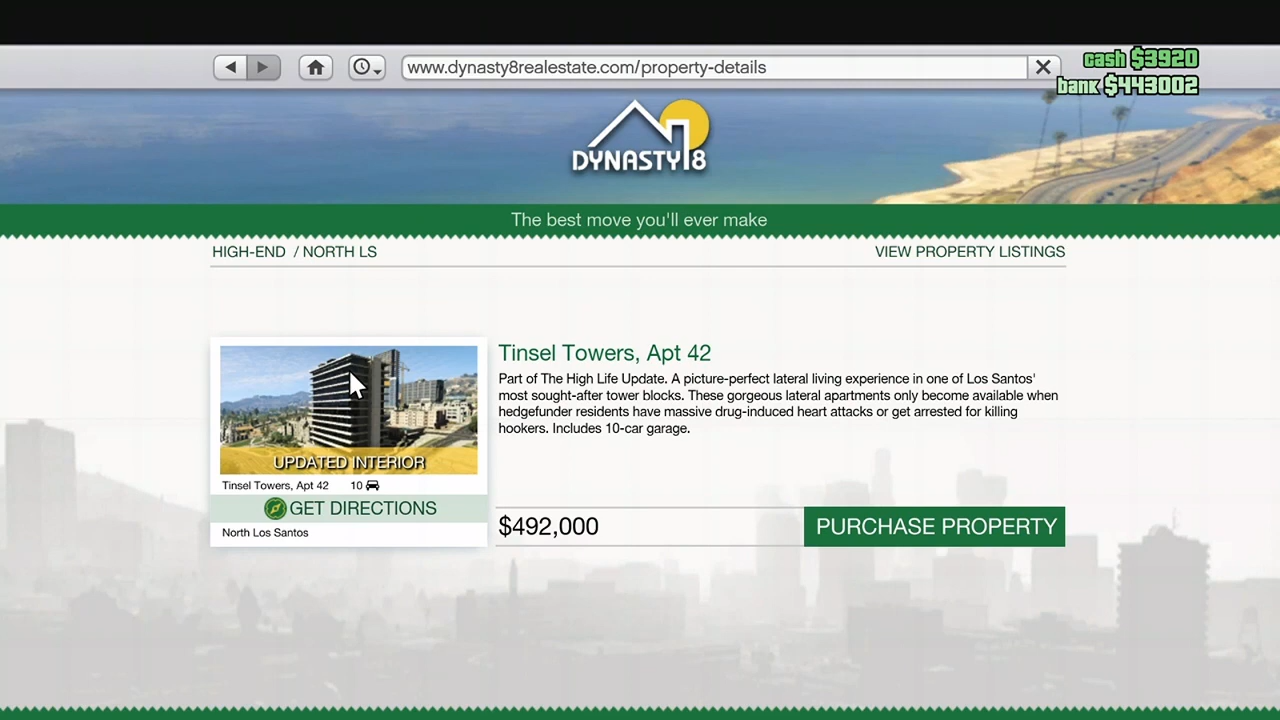 www.dynasty8realestate.com/property-details
cash $3920
bank $443002
DYNASTY 8
The best move you'll ever make
HIGH-END / NORTH LS
VIEW PROPERTY LISTINGS
UPDATED INTERIOR
Tinsel Towers, Apt 42 10
GET DIRECTIONS
North Los Santos
Tinsel Towers, Apt 42
Part of The High Life Update. A picture-perfect lateral living experience in one of Los Santos'
most sought-after tower blocks. These gorgeous lateral apartments only become available when
hedgefunder residents have massive drug-induced heart attacks or get arrested for killing
hookers. Includes 10-car garage.
$492,000
PURCHASE PROPERTY